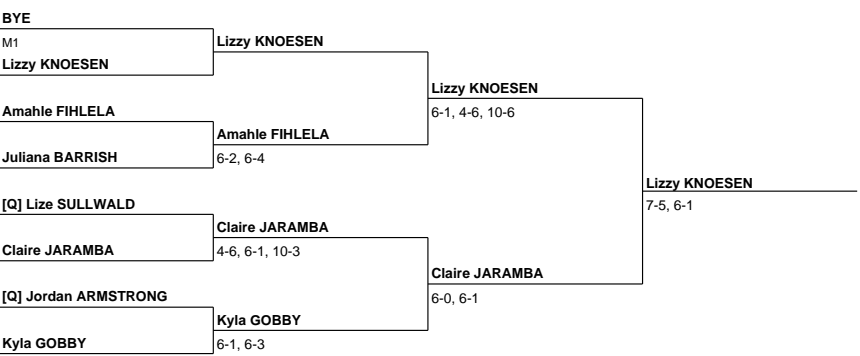 BYE
M1
Lizzy KNOESEN
Amahle FIHLELA
Juliana BARRISH
[Q] Lize SULLWALD
Claire JARAMBA
[Q] Jordan ARMSTRONG
Kyla GOBBY
Lizzy KNOESEN
Amahle FIHLELA
6-2, 6-4
Claire JARAMBA
4-6, 6-1, 10-3
Kyla GOBBY
6-1, 6-3
Lizzy KNOESEN
6-1, 4-6, 10-6
Claire JARAMBA
6-0, 6-1
Lizzy KNOESEN
7-5, 6-1